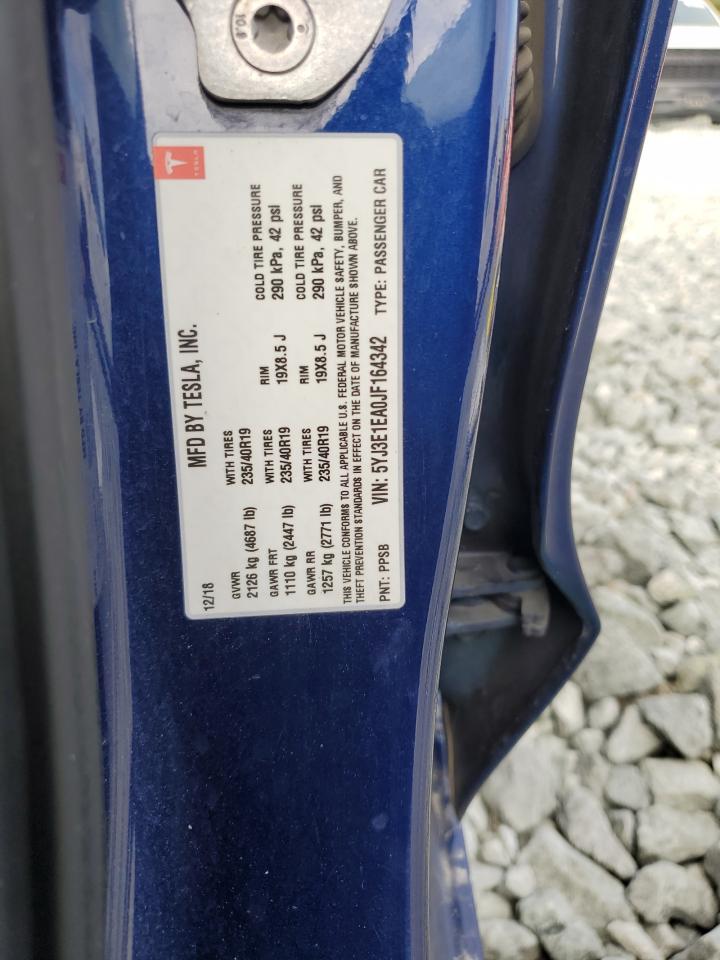 10.9
TESLA
MFD BY TESLA, INC.
12/18
GVWR WITH TIRES COLD TIRE PRESSURE
2126 kg (4687 lb) 235/40R19 290 kPa, 42 psi
GAWR FRT WITH TIRES RIM COLD TIRE PRESSURE
1110 kg (2447 lb) 235/40R19 19X8.5 J 290 kPa, 42 psi
GAWR RR WITH TIRES RIM
1257 kg (2771 lb) 235/40R19 19X8.5 J
THIS VEHICLE CONFORMS TO ALL APPLICABLE U.S. FEDERAL MOTOR VEHICLE SAFETY, BUMPER, AND
THEFT PREVENTION STANDARDS IN EFFECT ON THE DATE OF MANUFACTURE SHOWN ABOVE.
PNT: PPSB VIN: 5YJ3E1EA0JF164342 TYPE: PASSENGER CAR